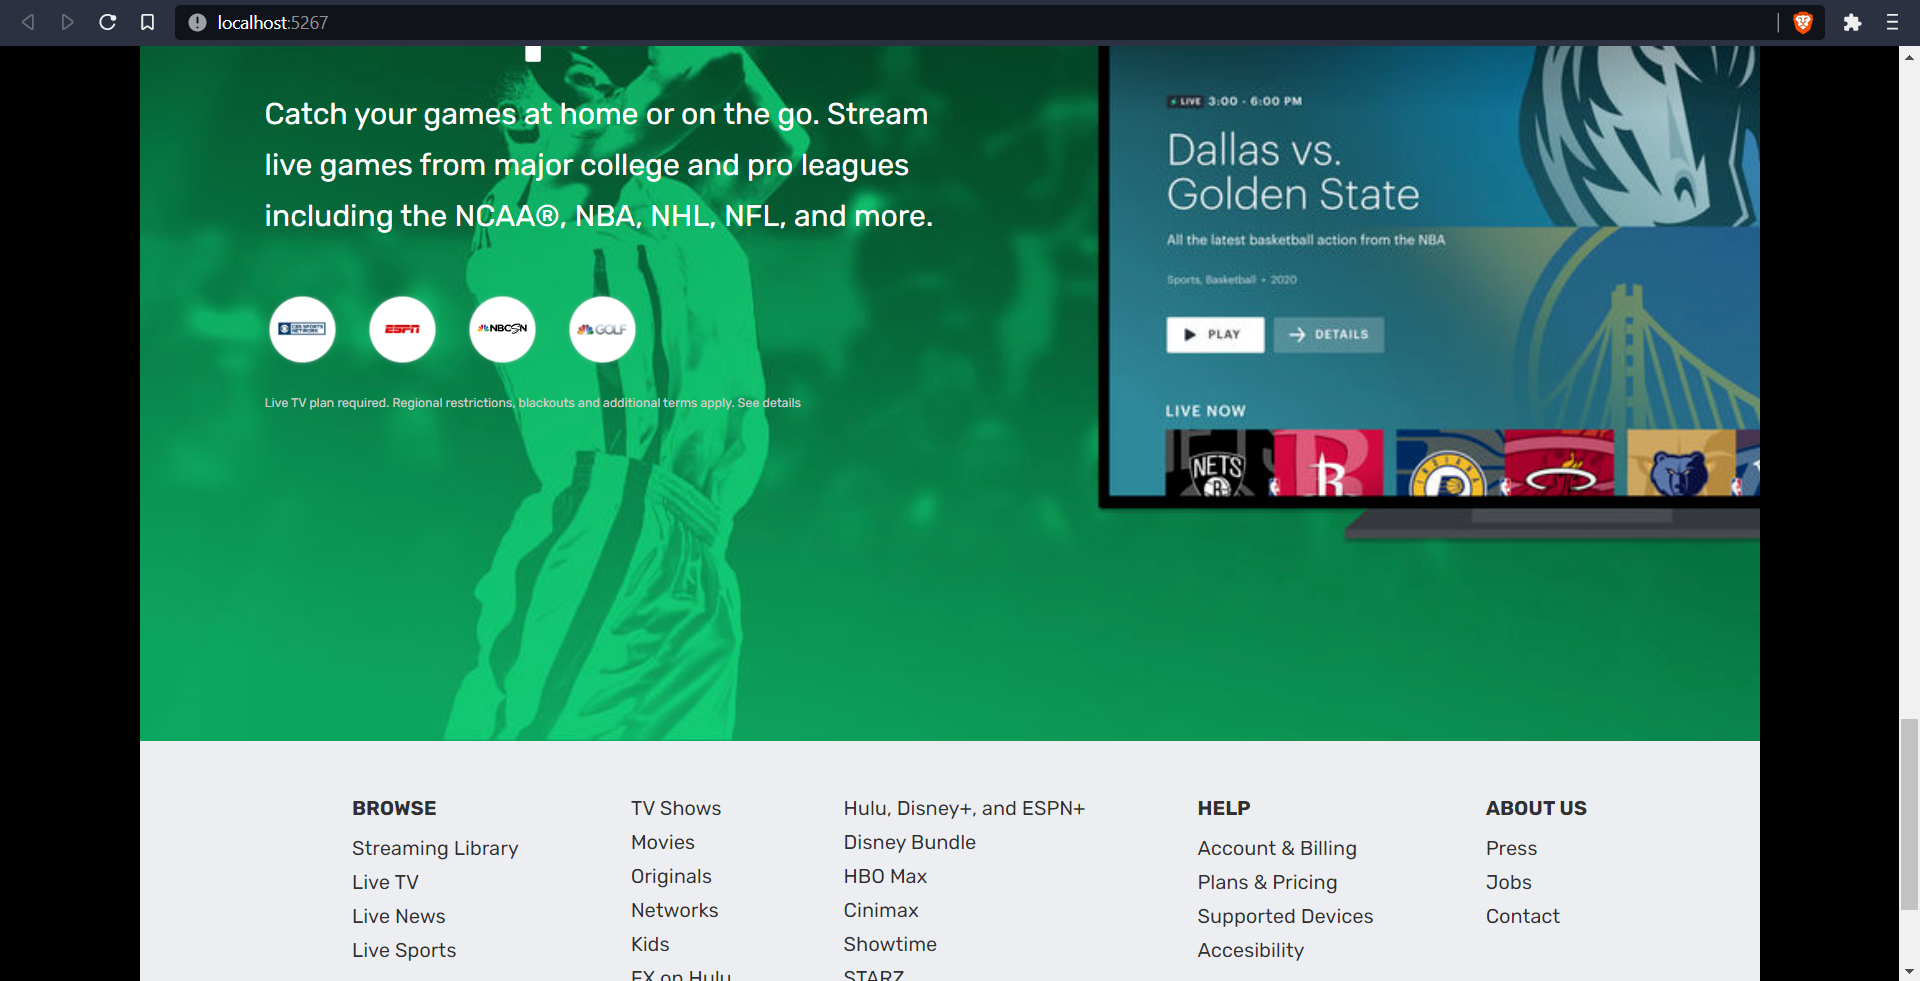 localhost:5267
Catch your games at home or on the go. Stream
live games from major college and pro leagues
including the NCAA®, NBA, NHL, NFL, and more.
CBS SPORTS
NETWORK
ESPN
NBCSN
GOLF
Live TV plan required. Regional restrictions, blackouts and additional terms apply. See details
LIVE 3:00 - 6:00 PM
Dallas vs.
Golden State
All the latest basketball action from the NBA
Sports, Basketball • 2020
PLAY
DETAILS
LIVE NOW
NETS
B
R
INDIANA
BROWSE
Streaming Library
Live TV
Live News
Live Sports
TV Shows
Movies
Originals
Networks
Kids
FX on Hulu
Hulu, Disney+, and ESPN+
Disney Bundle
HBO Max
Cinimax
Showtime
STARZ
HELP
Account & Billing
Plans & Pricing
Supported Devices
Accesibility
ABOUT US
Press
Jobs
Contact